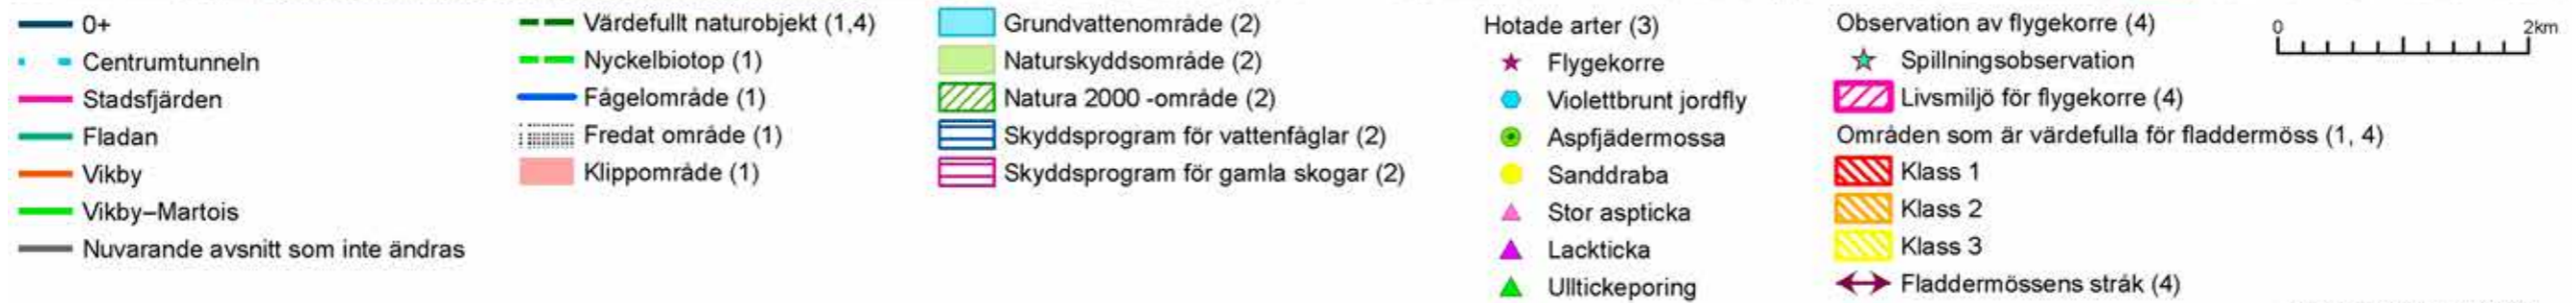 0+
Centrumtunneln
Stadsfjärden
Fladan
Vikby
Vikby–Martois
Nuvarande avsnitt som inte ändras
Värdefullt naturobjekt (1,4)
Nyckelbiotop (1)
Fågelområde (1)
Fredat område (1)
Klippområde (1)
Grundvattenområde (2)
Naturskyddsområde (2)
Natura 2000 -område (2)
Skyddsprogram för vattenfåglar (2)
Skyddsprogram för gamla skogar (2)
Hotade arter (3)
Flygekorre
Violettbrunt jordfly
Aspfjädermossa
Sanddraba
Stor aspticka
Lackticka
Ulltickeporing
Observation av flygekorre (4)
Spillningsobservation
Livsmiljö för flygekorre (4)
Områden som är värdefulla för fladdermöss (1, 4)
Klass 1
Klass 2
Klass 3
Fladdermössens stråk (4)
0 2km